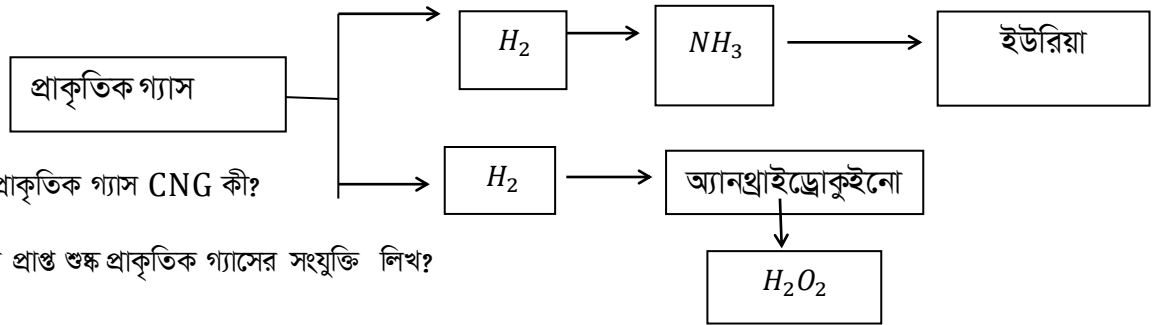 H₂
NH₃
ইউরিয়া
প্রাকৃতিক গ্যাস
প্রাকৃতিক গ্যাস CNG কী?
H₂
অ্যানথ্রাইড্রোকুইনো
প্রাপ্ত শুষ্ক প্রাকৃতিক গ্যাসের সংযুক্তি লিখ?
H₂O₂